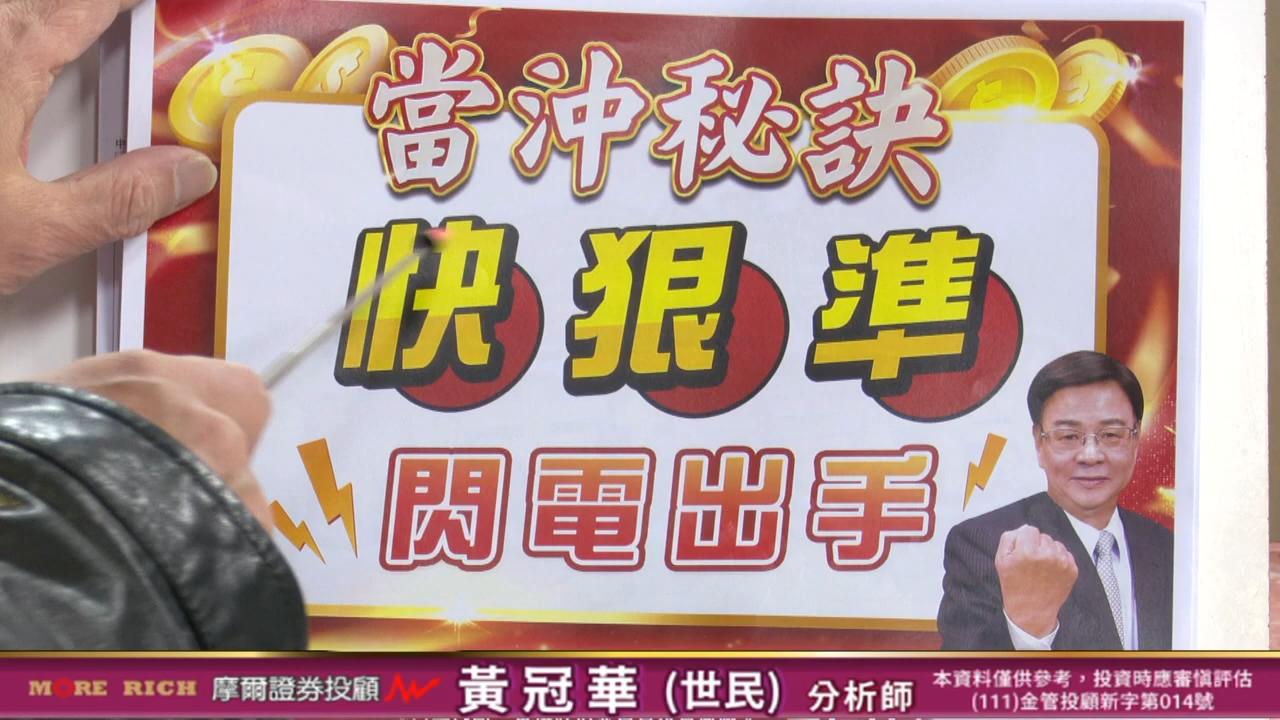 當沖秘訣
快狠準
閃電出手
MORE RICH 摩爾證券投顧 黃冠華 (世民) 分析師
本資料僅供參考，投資時應審慎評估
(111)金管投顧新字第014號